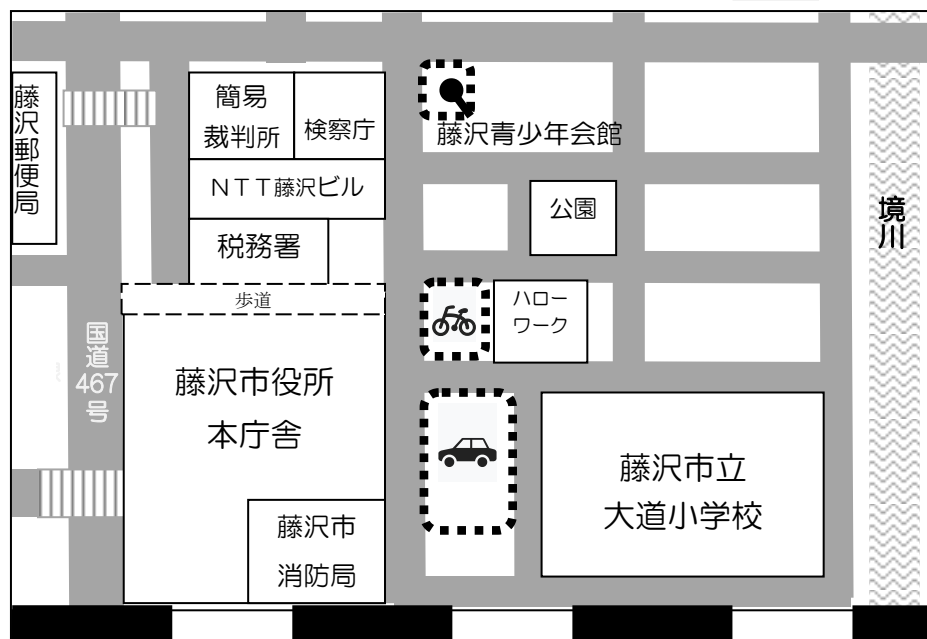 藤沢郵便局
簡易
裁判所
検察庁
藤沢青少年会館
NTT藤沢ビル
公園
境川
税務署
歩道
ハロー
ワーク
国道
467
号
藤沢市役所
本庁舎
藤沢市立
大道小学校
藤沢市
消防局